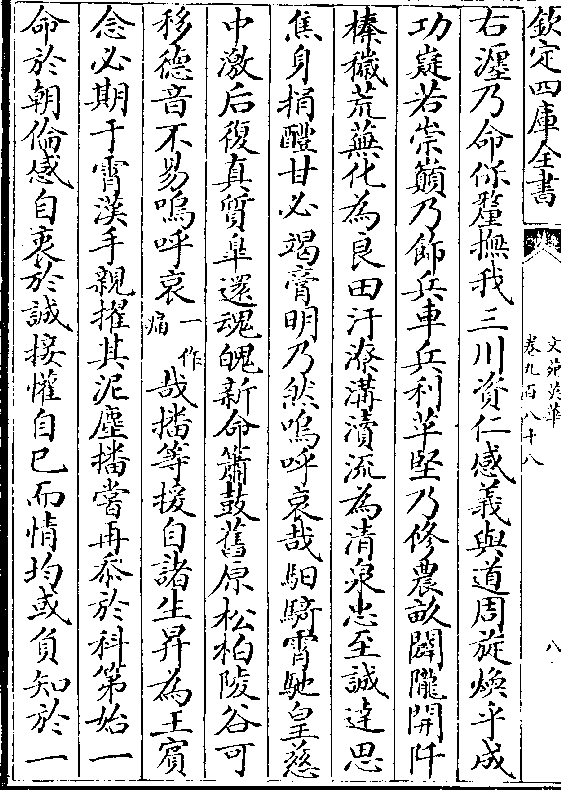 欽定四庫全書
文苑英華
卷九百八十八
八
右遷乃命保釐撫我三川資仁感義與道周旋煥乎成
功嶷若崇巔乃飾兵車兵利革堅乃修農畝闢隴開阡
榛穢荒蕪化為良田汙潦溝瀆流為清泉忠至誠達思
焦身捐醴甘必竭膏明乃然嗚呼哀哉馹騎霄馳皇慈
中激后復真質皐還魂魄新命簫鼓舊原松柏陵谷可
移德音不易嗚呼哀一作痛哉播等援自諸生昇為王賓
念必期于霄漢手親擢其泥塵播嘗再忝於科第始一
命於朝倫感自衷於誠接懽自已而情均或負知於一